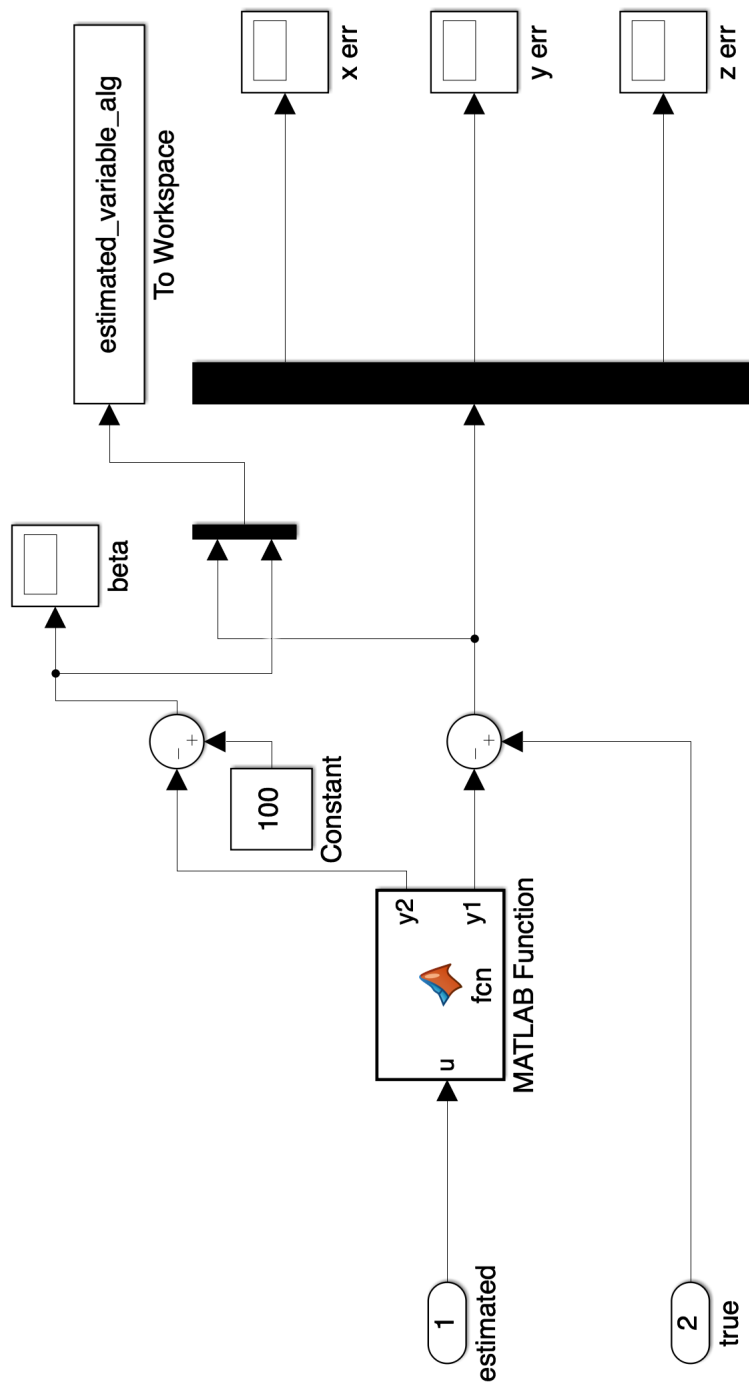 1
estimated
2
true
u
y2
y1
fcn
MATLAB Function
100
Constant
−
+
−
+
beta
estimated_variable_alg
To Workspace
x err
y err
z err